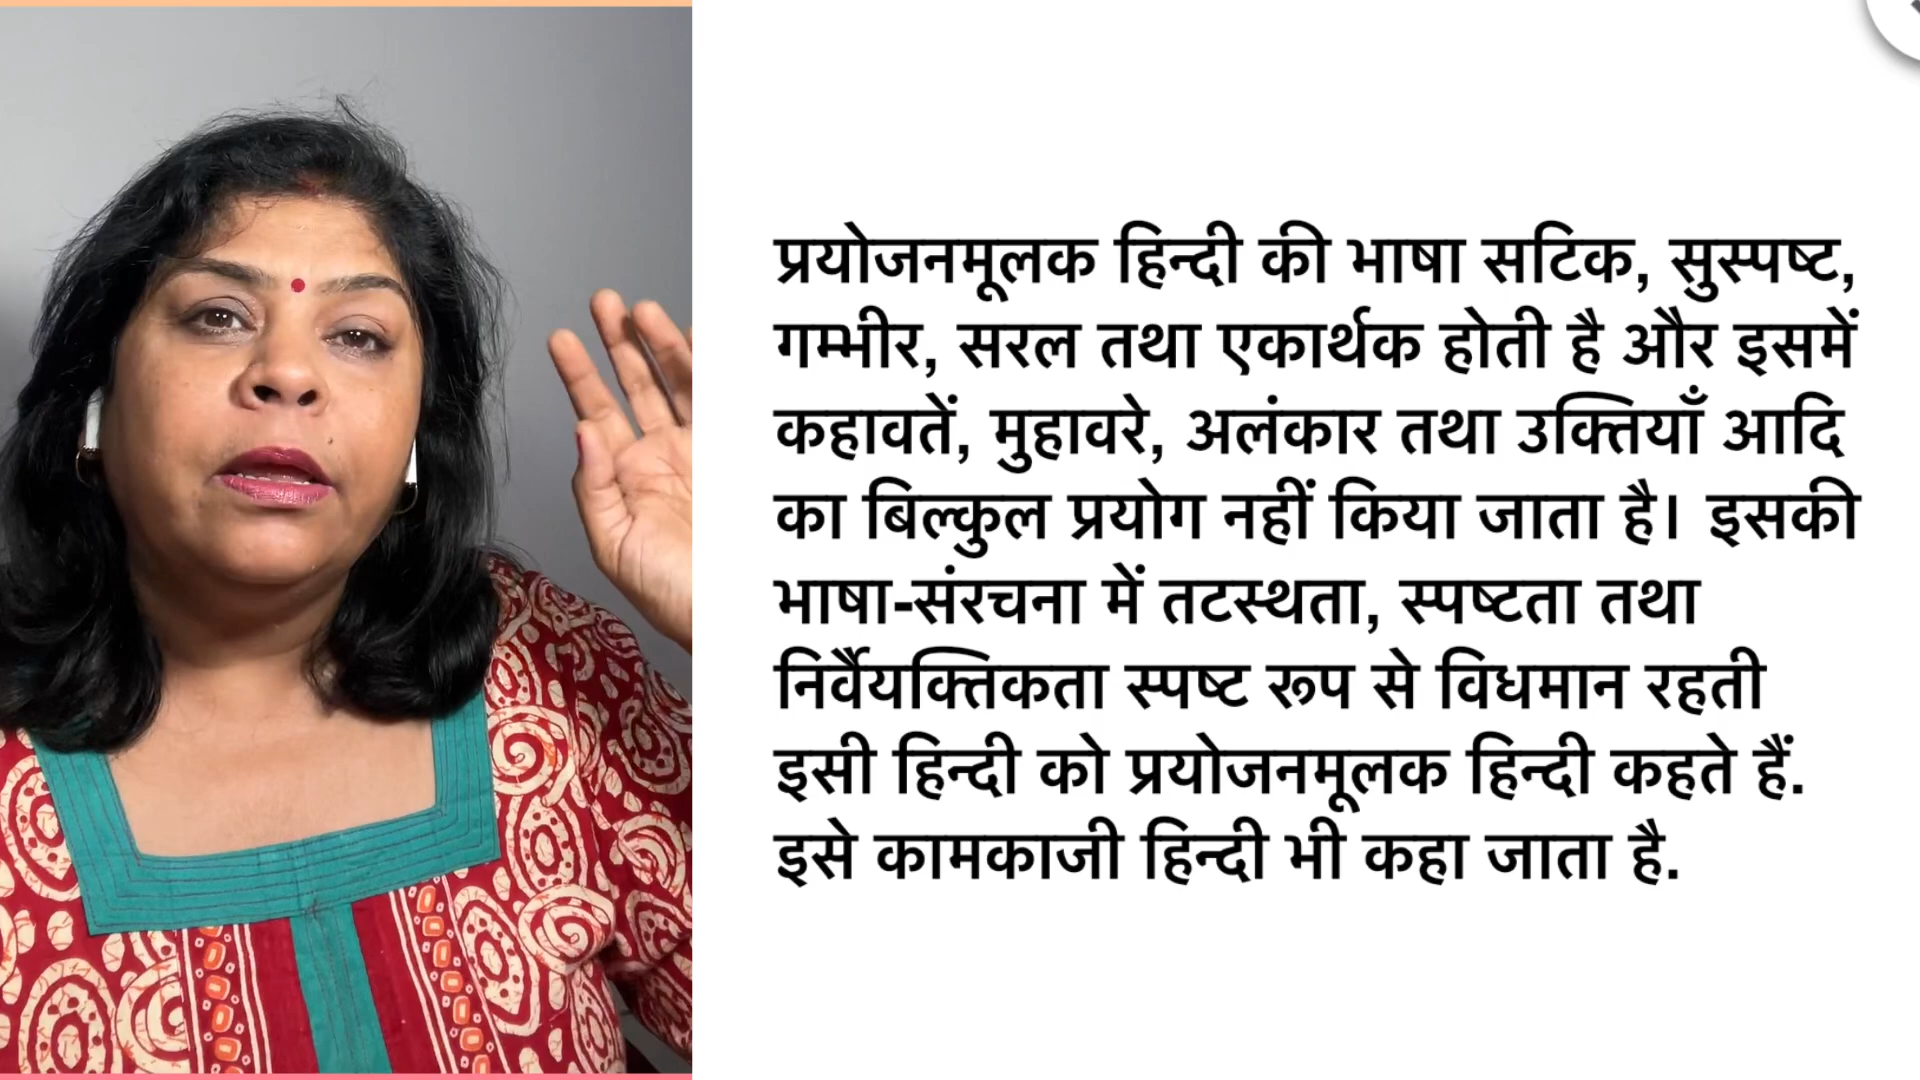 प्रयोजनमूलक हिन्दी की भाषा सटिक, सुस्पष्ट,
गम्भीर, सरल तथा एकार्थक होती है और इसमें
कहावतें, मुहावरे, अलंकार तथा उक्तियाँ आदि
का बिल्कुल प्रयोग नहीं किया जाता है। इसकी
भाषा-संरचना में तटस्थता, स्पष्टता तथा
निर्वैयक्तिकता स्पष्ट रूप से विधमान रहती
इसी हिन्दी को प्रयोजनमूलक हिन्दी कहते हैं.
इसे कामकाजी हिन्दी भी कहा जाता है.